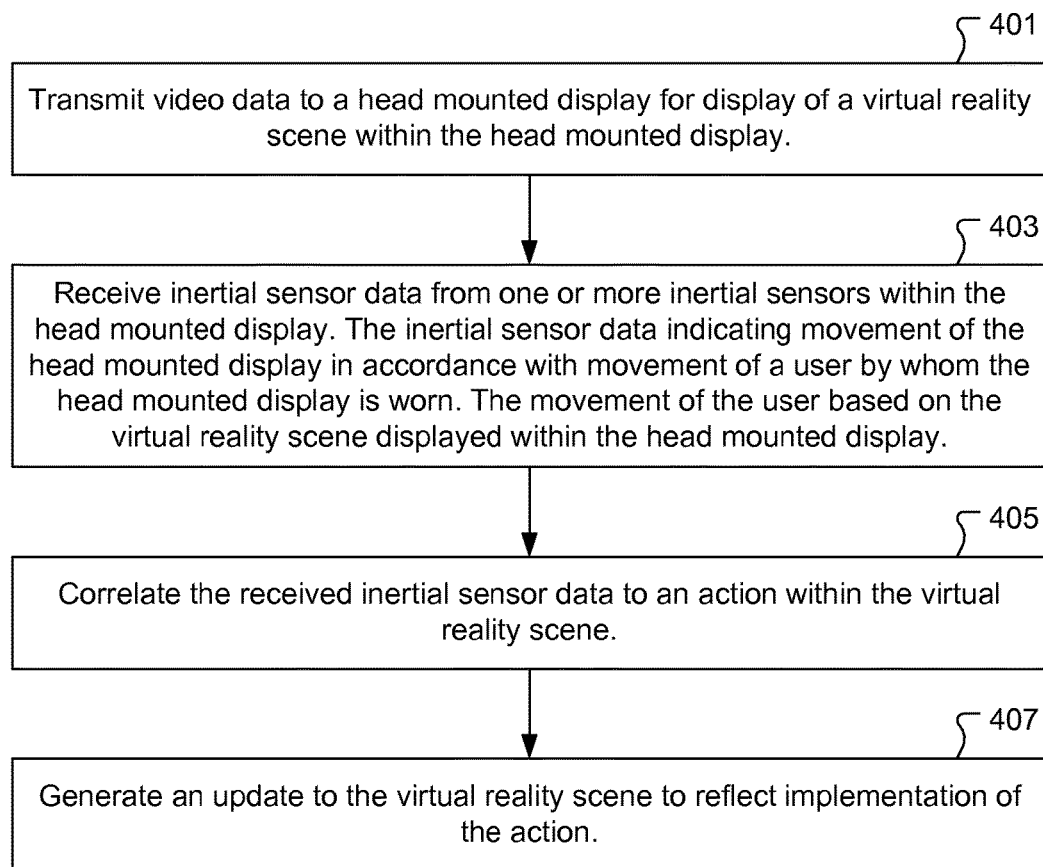 401
Transmit video data to a head mounted display for display of a virtual reality
scene within the head mounted display.
403
Receive inertial sensor data from one or more inertial sensors within the
head mounted display. The inertial sensor data indicating movement of the
head mounted display in accordance with movement of a user by whom the
head mounted display is worn. The movement of the user based on the
virtual reality scene displayed within the head mounted display.
405
Correlate the received inertial sensor data to an action within the virtual
reality scene.
407
Generate an update to the virtual reality scene to reflect implementation of
the action.